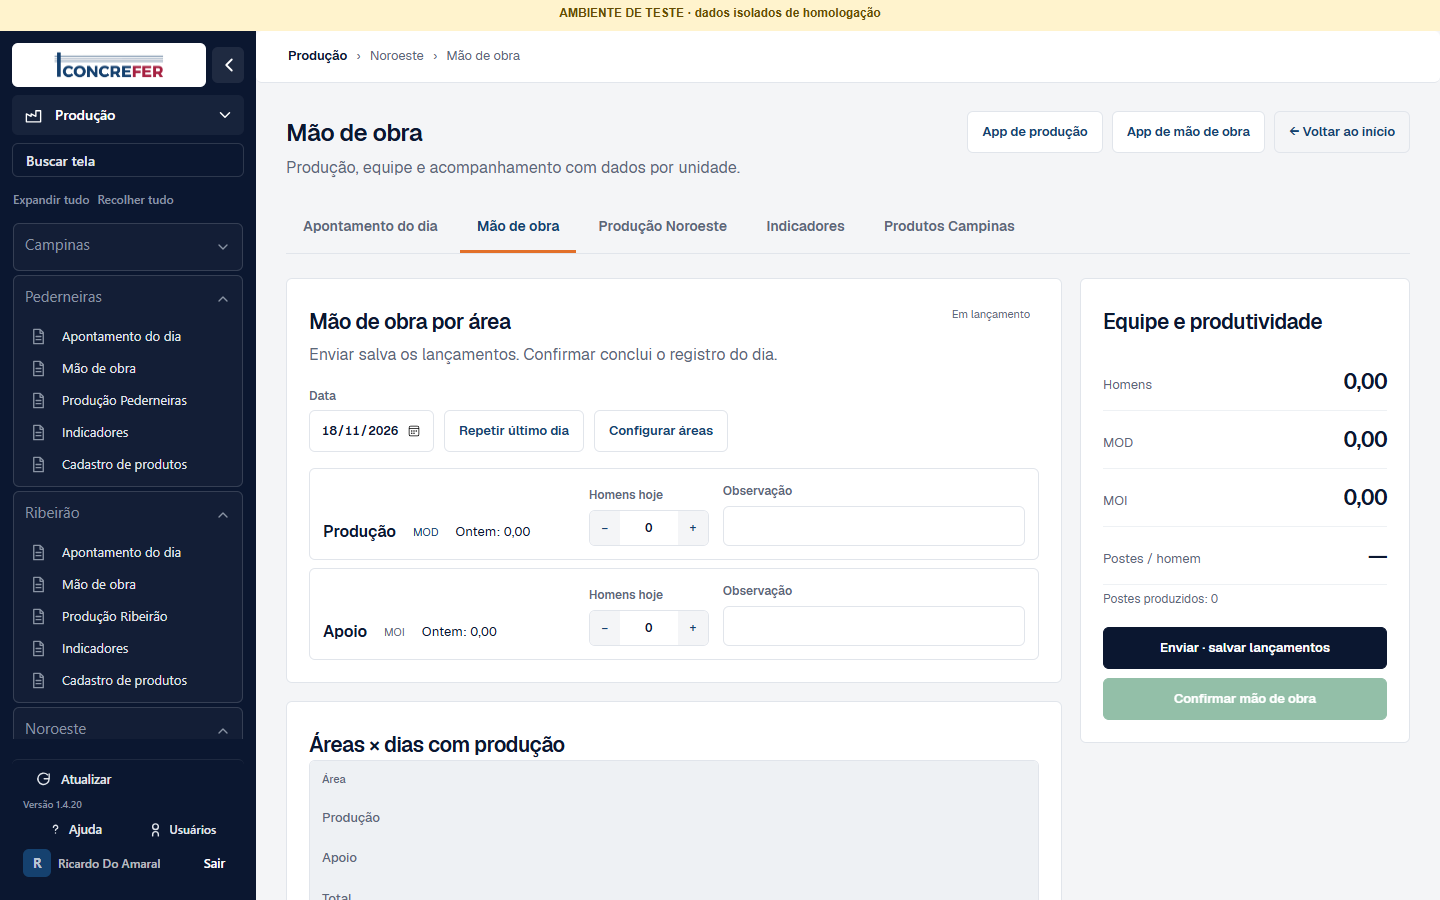 AMBIENTE DE TESTE · dados isolados de homologação
CONCREFER
Produção
Buscar tela
Expandir tudo Recolher tudo
Campinas
Pederneiras
Apontamento do dia
Mão de obra
Produção Pederneiras
Indicadores
Cadastro de produtos
Ribeirão
Apontamento do dia
Mão de obra
Produção Ribeirão
Indicadores
Cadastro de produtos
Noroeste
Atualizar
Versão 1.4.20
? Ajuda Usuários
R Ricardo Do Amaral Sair
Produção › Noroeste › Mão de obra
Mão de obra
Produção, equipe e acompanhamento com dados por unidade.
App de produção App de mão de obra ← Voltar ao início
Apontamento do dia Mão de obra Produção Noroeste Indicadores Produtos Campinas
Mão de obra por área
Em lançamento
Enviar salva os lançamentos. Confirmar conclui o registro do dia.
Data
18/11/2026 Repetir último dia Configurar áreas
Homens hoje Observação
Produção MOD Ontem: 0,00 − 0 +
Homens hoje Observação
Apoio MOI Ontem: 0,00 − 0 +
Áreas × dias com produção
Área
Produção
Apoio
Total
Equipe e produtividade
Homens 0,00
MOD 0,00
MOI 0,00
Postes / homem —
Postes produzidos: 0
Enviar · salvar lançamentos
Confirmar mão de obra